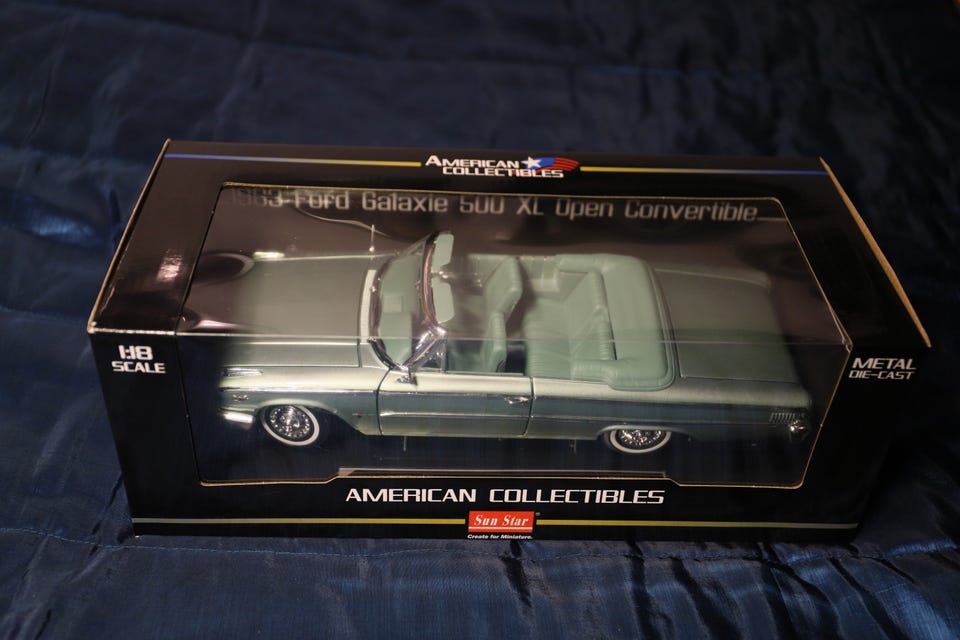 AMERICAN
COLLECTIBLES
1963 Ford Galaxie 500 XL Open Convertible
1:18
SCALE
METAL
DIE-CAST
AMERICAN COLLECTIBLES
Sun Star
Create for Miniature.